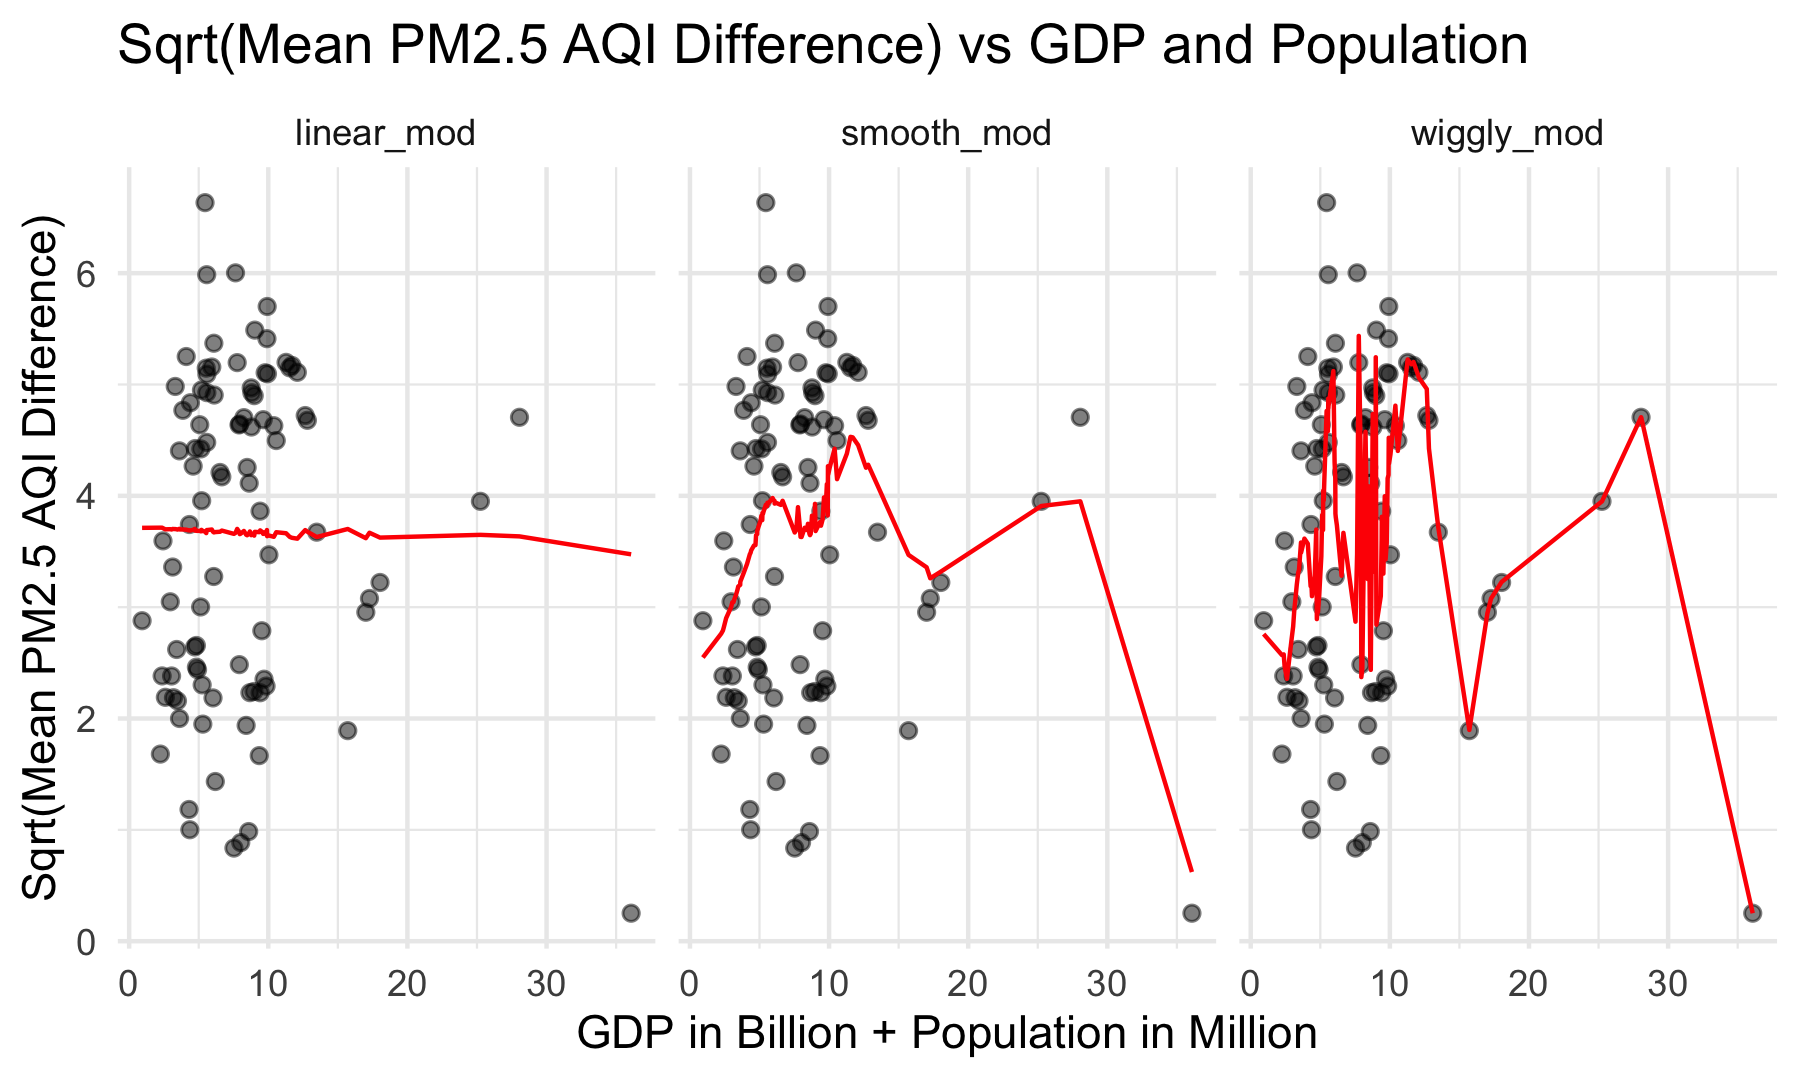 Sqrt(Mean PM2.5 AQI Difference) vs GDP and Population
linear_mod smooth_mod wiggly_mod
Sqrt(Mean PM2.5 AQI Difference)
6
4
2
0
0 10 20 30 0 10 20 30 0 10 20 30
GDP in Billion + Population in Million